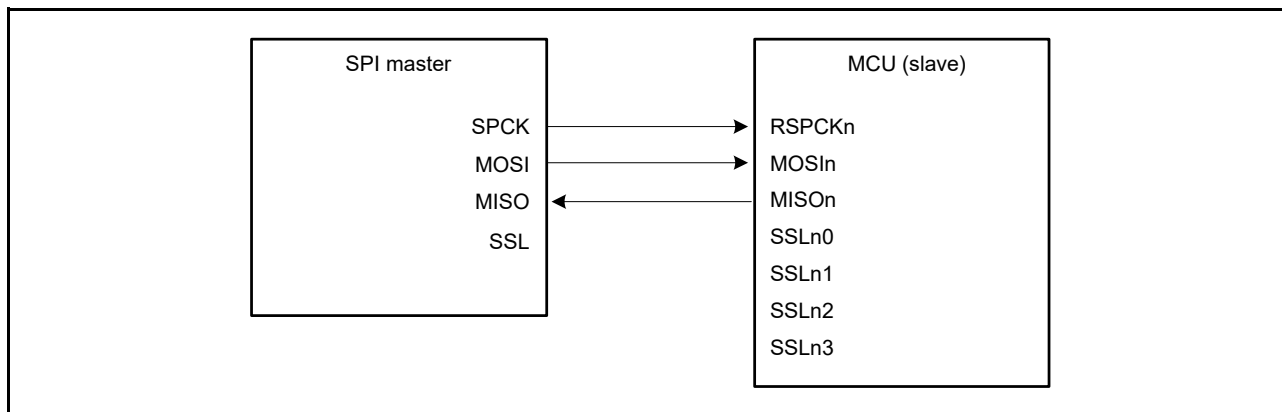 SPI master
SPCK
MOSI
MISO
SSL
MCU (slave)
RSPCKn
MOSIn
MISOn
SSLn0
SSLn1
SSLn2
SSLn3